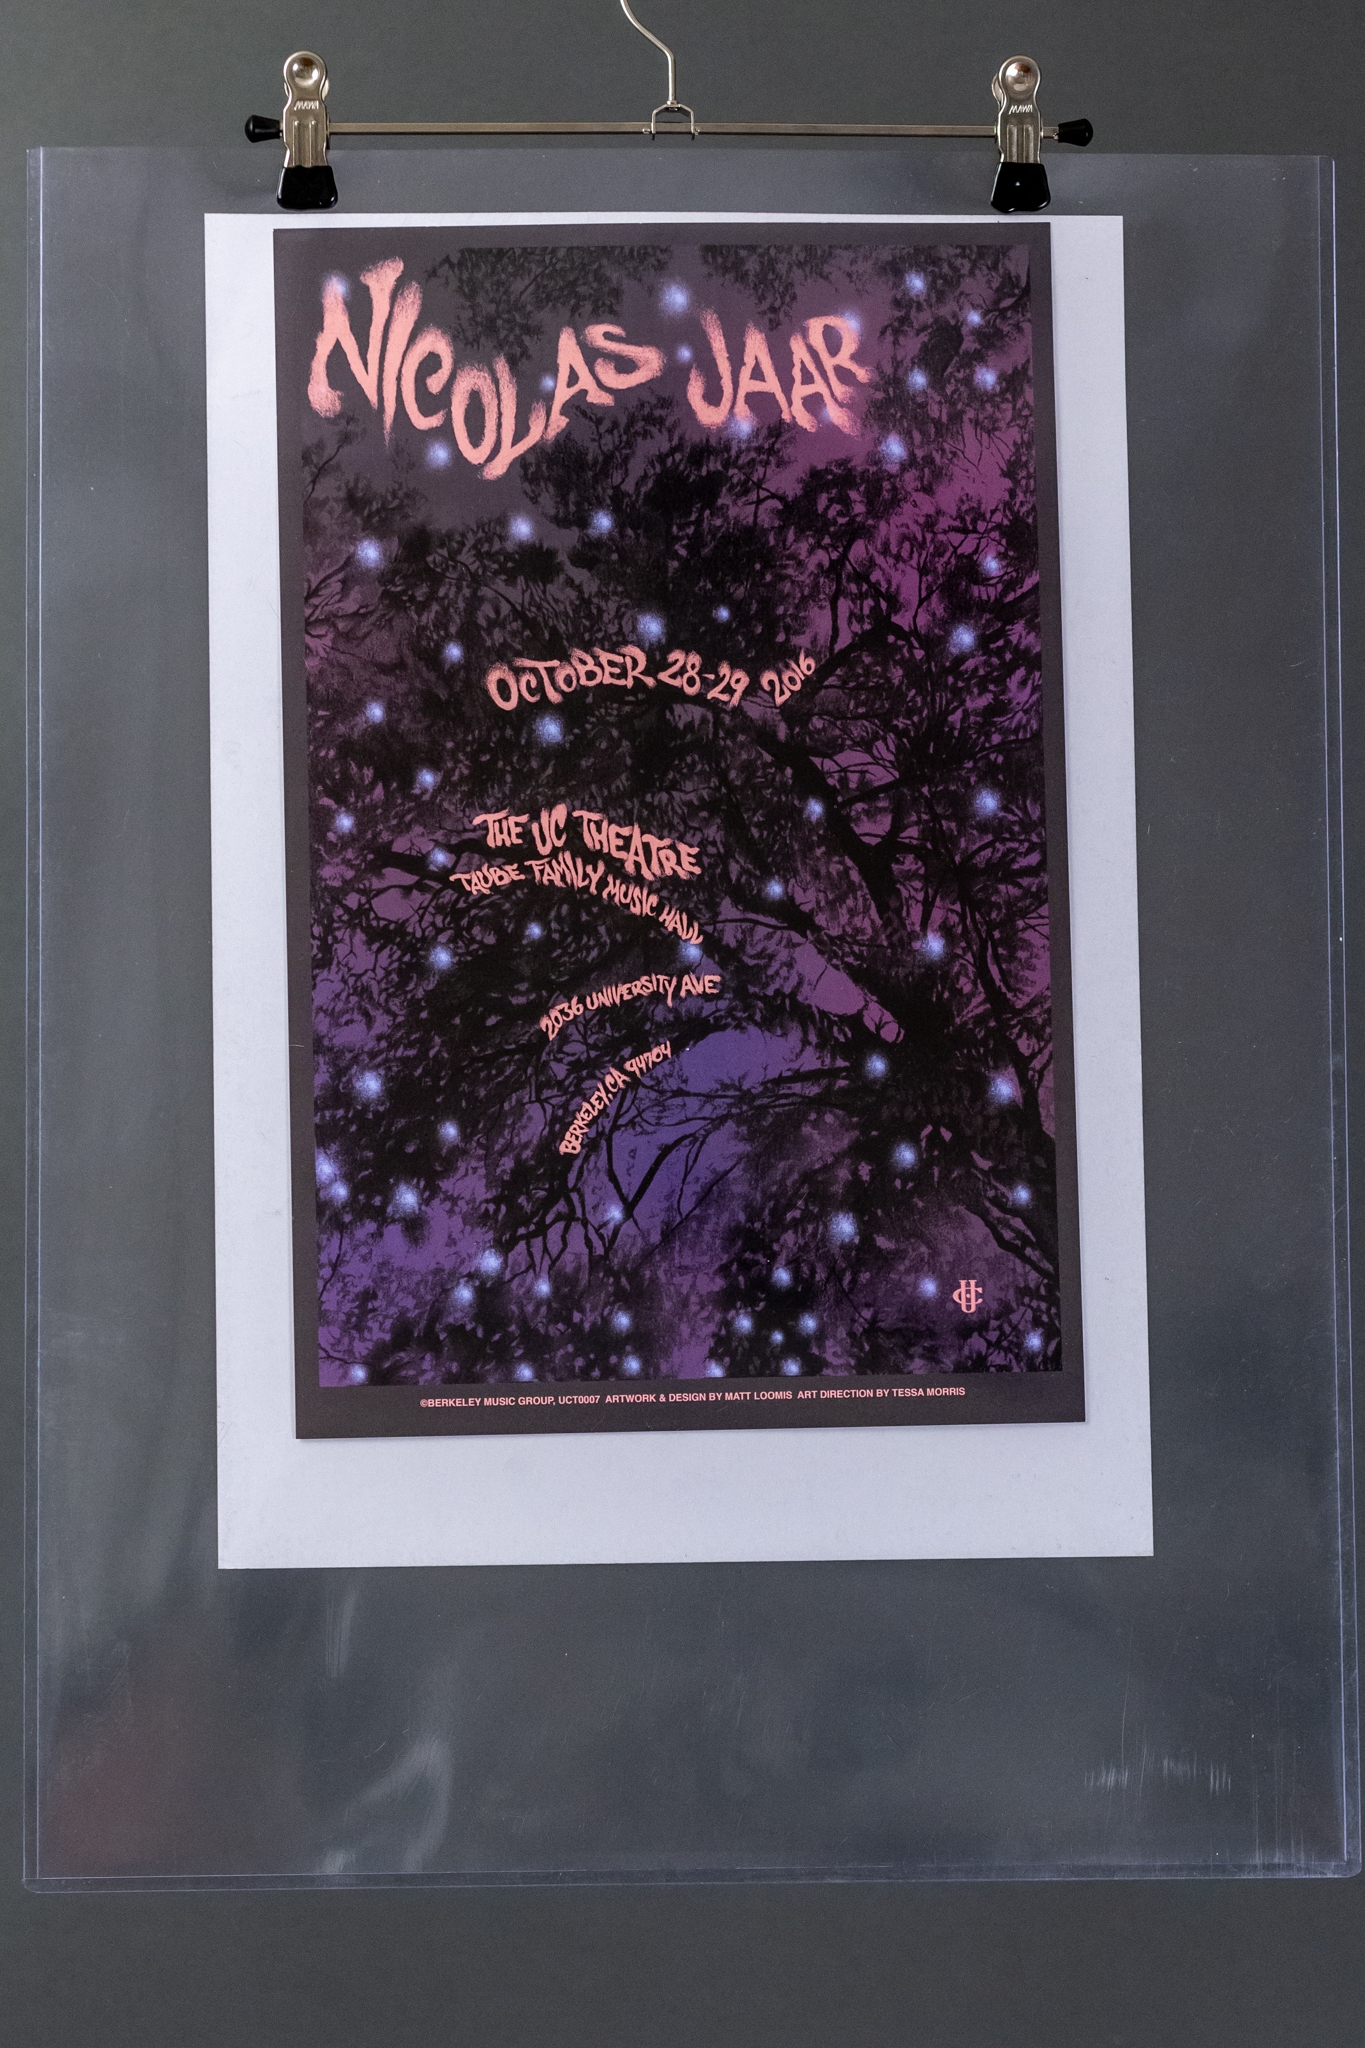 MAWA
MAWA
NICOLAS JAAR
OCTOBER 28-29 2016
THE UC THEATRE
TAUBE FAMILY MUSIC HALL
2036 UNIVERSITY AVE
BERKELEY, CA 94704
UC
©BERKELEY MUSIC GROUP, UCT0007 ARTWORK & DESIGN BY MATT LOOMIS ART DIRECTION BY TESSA MORRIS